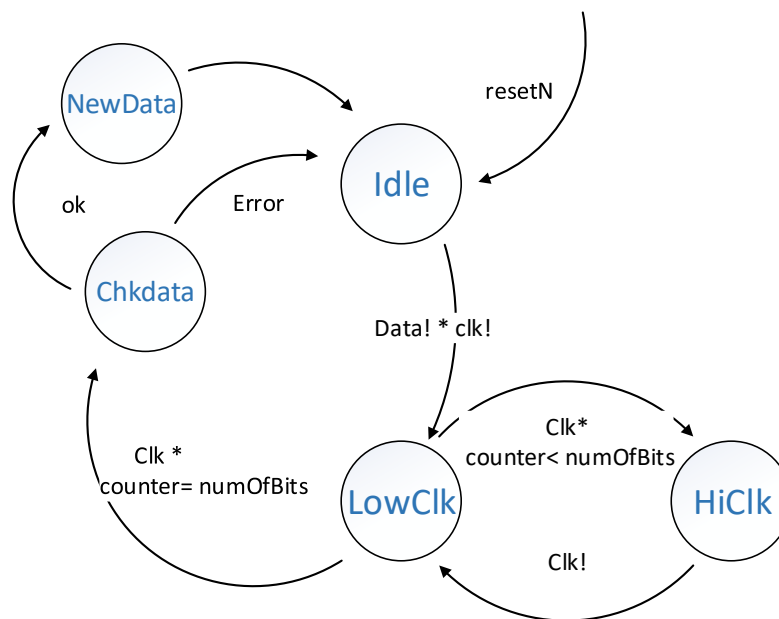 NewData
resetN
Idle
ok
Error
Chkdata
Data! * clk!
Clk *
counter= numOfBits
Clk*
counter< numOfBits
LowClk
HiClk
Clk!